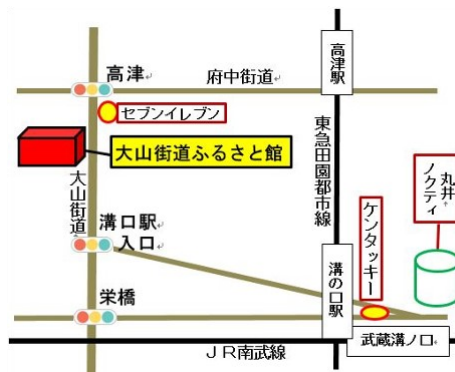 高津
府中街道
高津駅
セブンイレブン
大山街道ふるさと館
大山街道
東急田園都市線
丸井
ノクティ
ケンタッキー
溝口駅
入口
溝の口駅
栄橋
武蔵溝ノ口
JR南武線